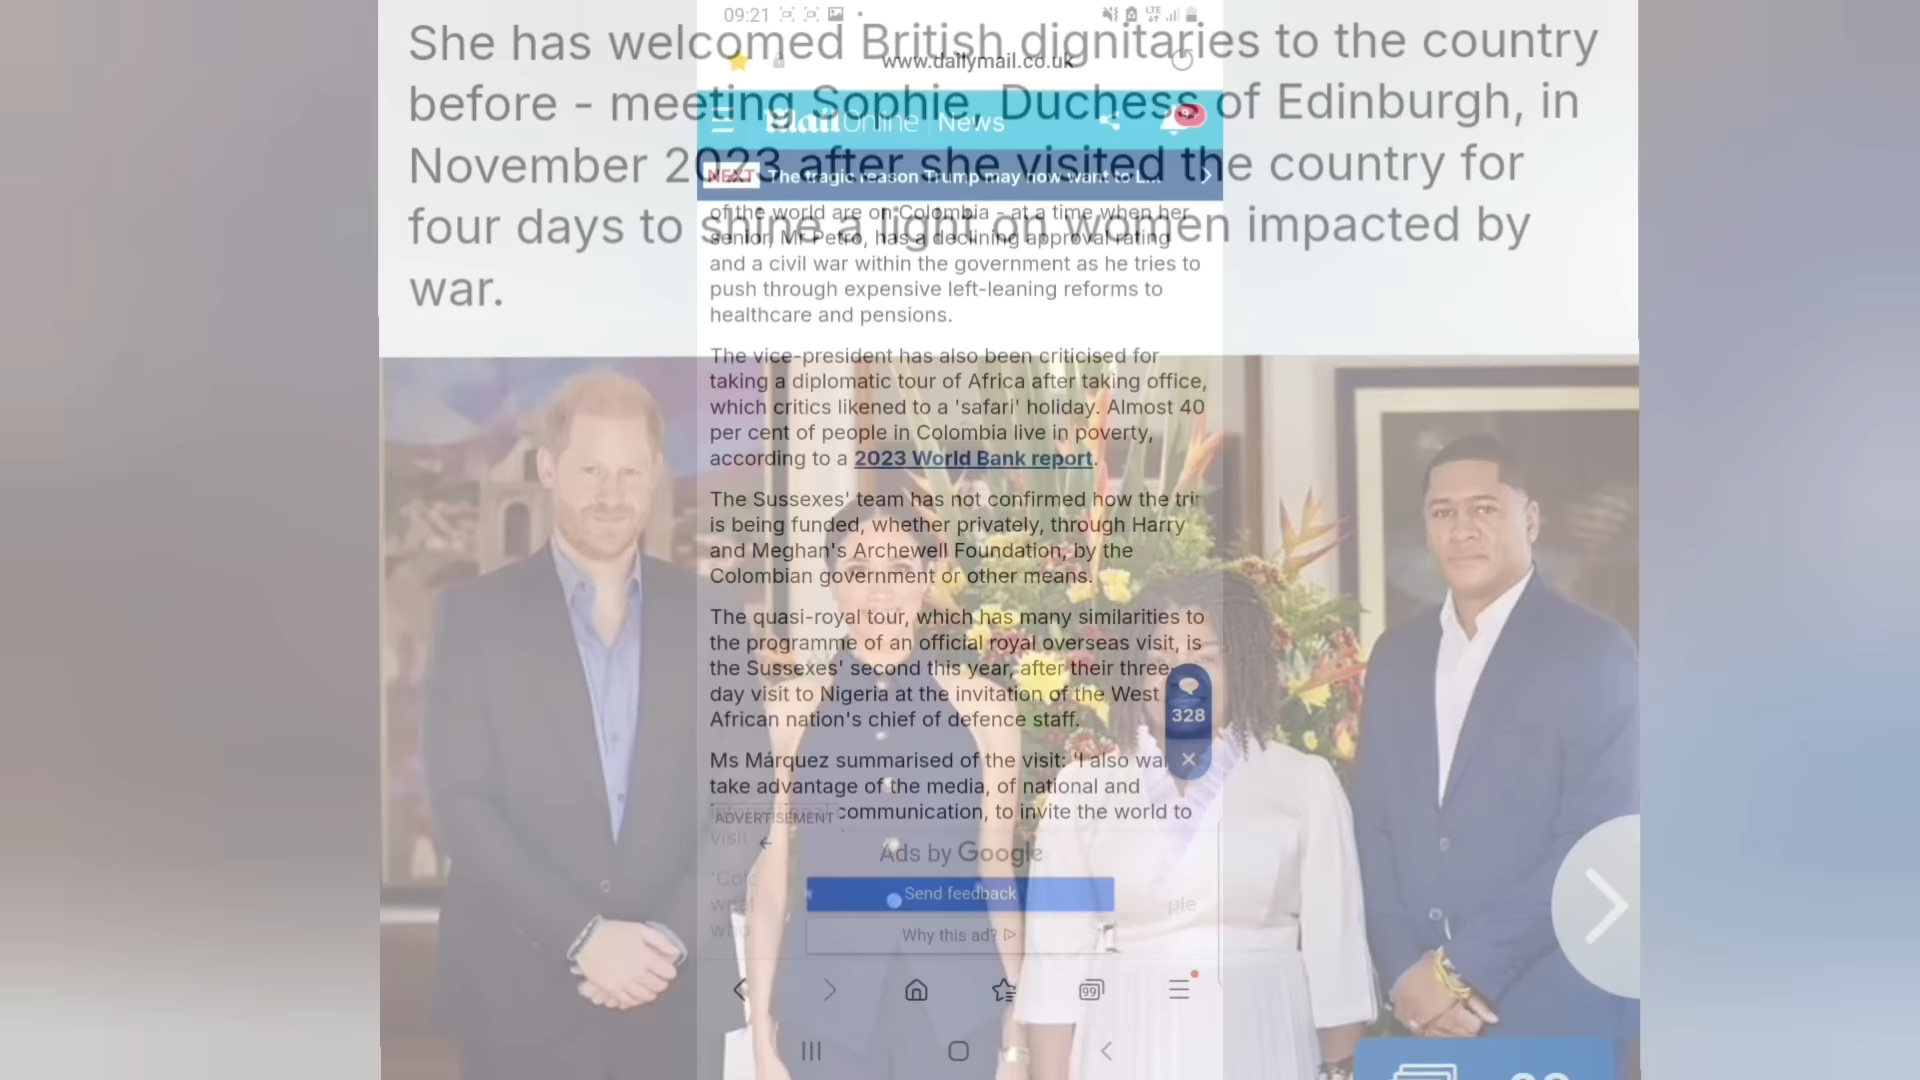 She has welcomed British dignitaries to the country
before - meeting Sophie, Duchess of Edinburgh, in
November 2023 after she visited the country for
four days to shine a light on women impacted by
war.
09:21
LTE
www.dailymail.co.uk
Mail Online News
NEXT The tragic reason Trump may now want to L...
of the world are on Colombia - at a time when her
senior, Mr Petro, has a declining approval rating
and a civil war within the government as he tries to
push through expensive left-leaning reforms to
healthcare and pensions.
The vice-president has also been criticised for
taking a diplomatic tour of Africa after taking office,
which critics likened to a 'safari' holiday. Almost 40
per cent of people in Colombia live in poverty,
according to a 2023 World Bank report.
The Sussexes' team has not confirmed how the trip
is being funded, whether privately, through Harry
and Meghan's Archewell Foundation, by the
Colombian government or other means.
The quasi-royal tour, which has many similarities to
the programme of an official royal overseas visit, is
the Sussexes' second this year, after their three-
day visit to Nigeria at the invitation of the West
African nation's chief of defence staff.
328
Ms Márquez summarised of the visit: 'I also wa
take advantage of the media, of national and
communication, to invite the world to
ADVERTISEMENT
visit
Ads by Google
Send feedback
ple
who
Why this ad?
99